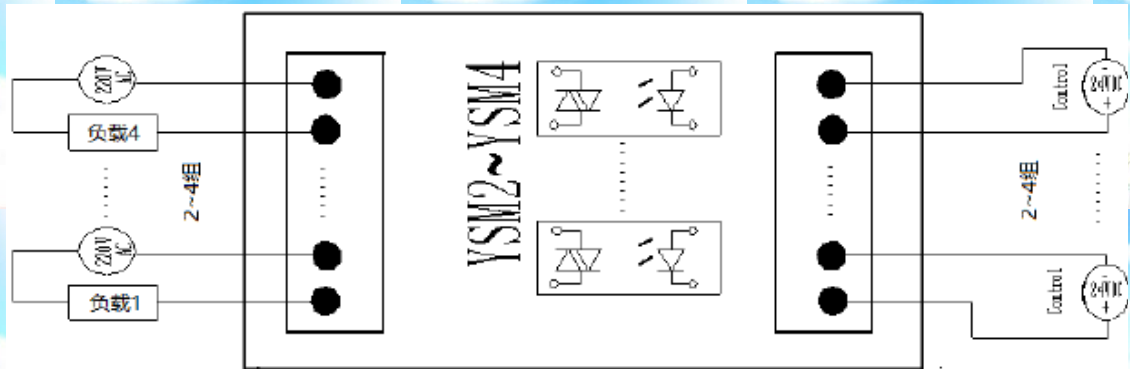 220V
AC
负载4
2~4组
220V
AC
负载1
YSM2~YSM4
Control
-
24VDC
+
2~4组
Control
-
24VDC
+